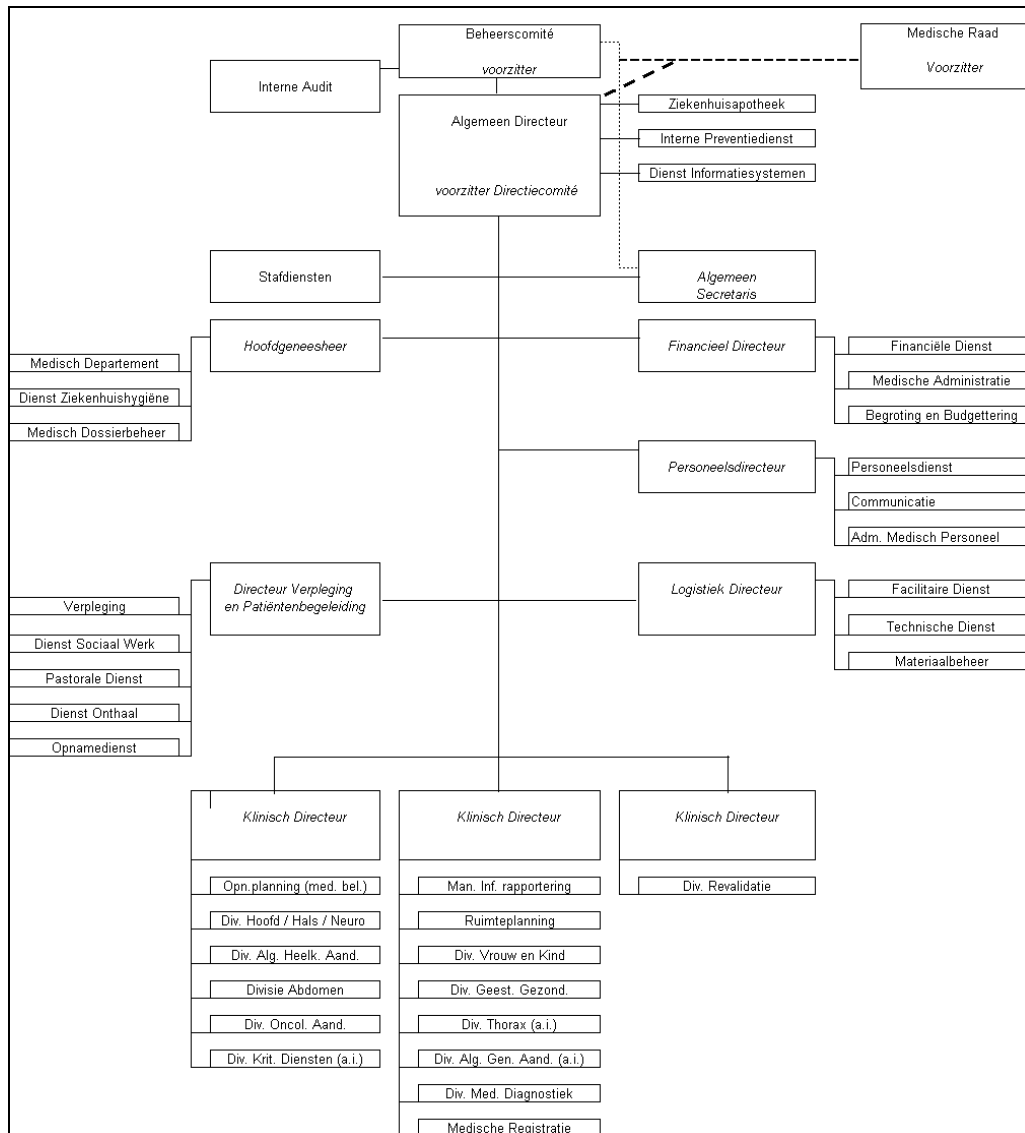 Beheerscomité
voorzitter
Medische Raad
Voorzitter
Interne Audit
Algemeen Directeur
voorzitter Directiecomité
Ziekenhuisapotheek
Interne Preventiedienst
Dienst Informatiesystemen
Stafdiensten
Algemeen
Secretaris
Hoofdgeneesheer
Medisch Departement
Dienst Ziekenhuishygiëne
Medisch Dossierbeheer
Financieel Directeur
Financiële Dienst
Medische Administratie
Begroting en Budgettering
Personeelsdirecteur
Personeelsdienst
Communicatie
Adm. Medisch Personeel
Directeur Verpleging
en Patiëntenbegeleiding
Verpleging
Dienst Sociaal Werk
Pastorale Dienst
Dienst Onthaal
Opnamedienst
Logistiek Directeur
Facilitaire Dienst
Technische Dienst
Materiaalbeheer
Klinisch Directeur
Opn.planning (med. bel.)
Div. Hoofd / Hals / Neuro
Div. Alg. Heelk. Aand.
Divisie Abdomen
Div. Oncol. Aand.
Div. Krit. Diensten (a.i.)
Klinisch Directeur
Man. Inf. rapportering
Ruimteplanning
Div. Vrouw en Kind
Div. Geest. Gezond.
Div. Thorax (a.i.)
Div. Alg. Gen. Aand. (a.i.)
Div. Med. Diagnostiek
Medische Registratie
Klinisch Directeur
Div. Revalidatie